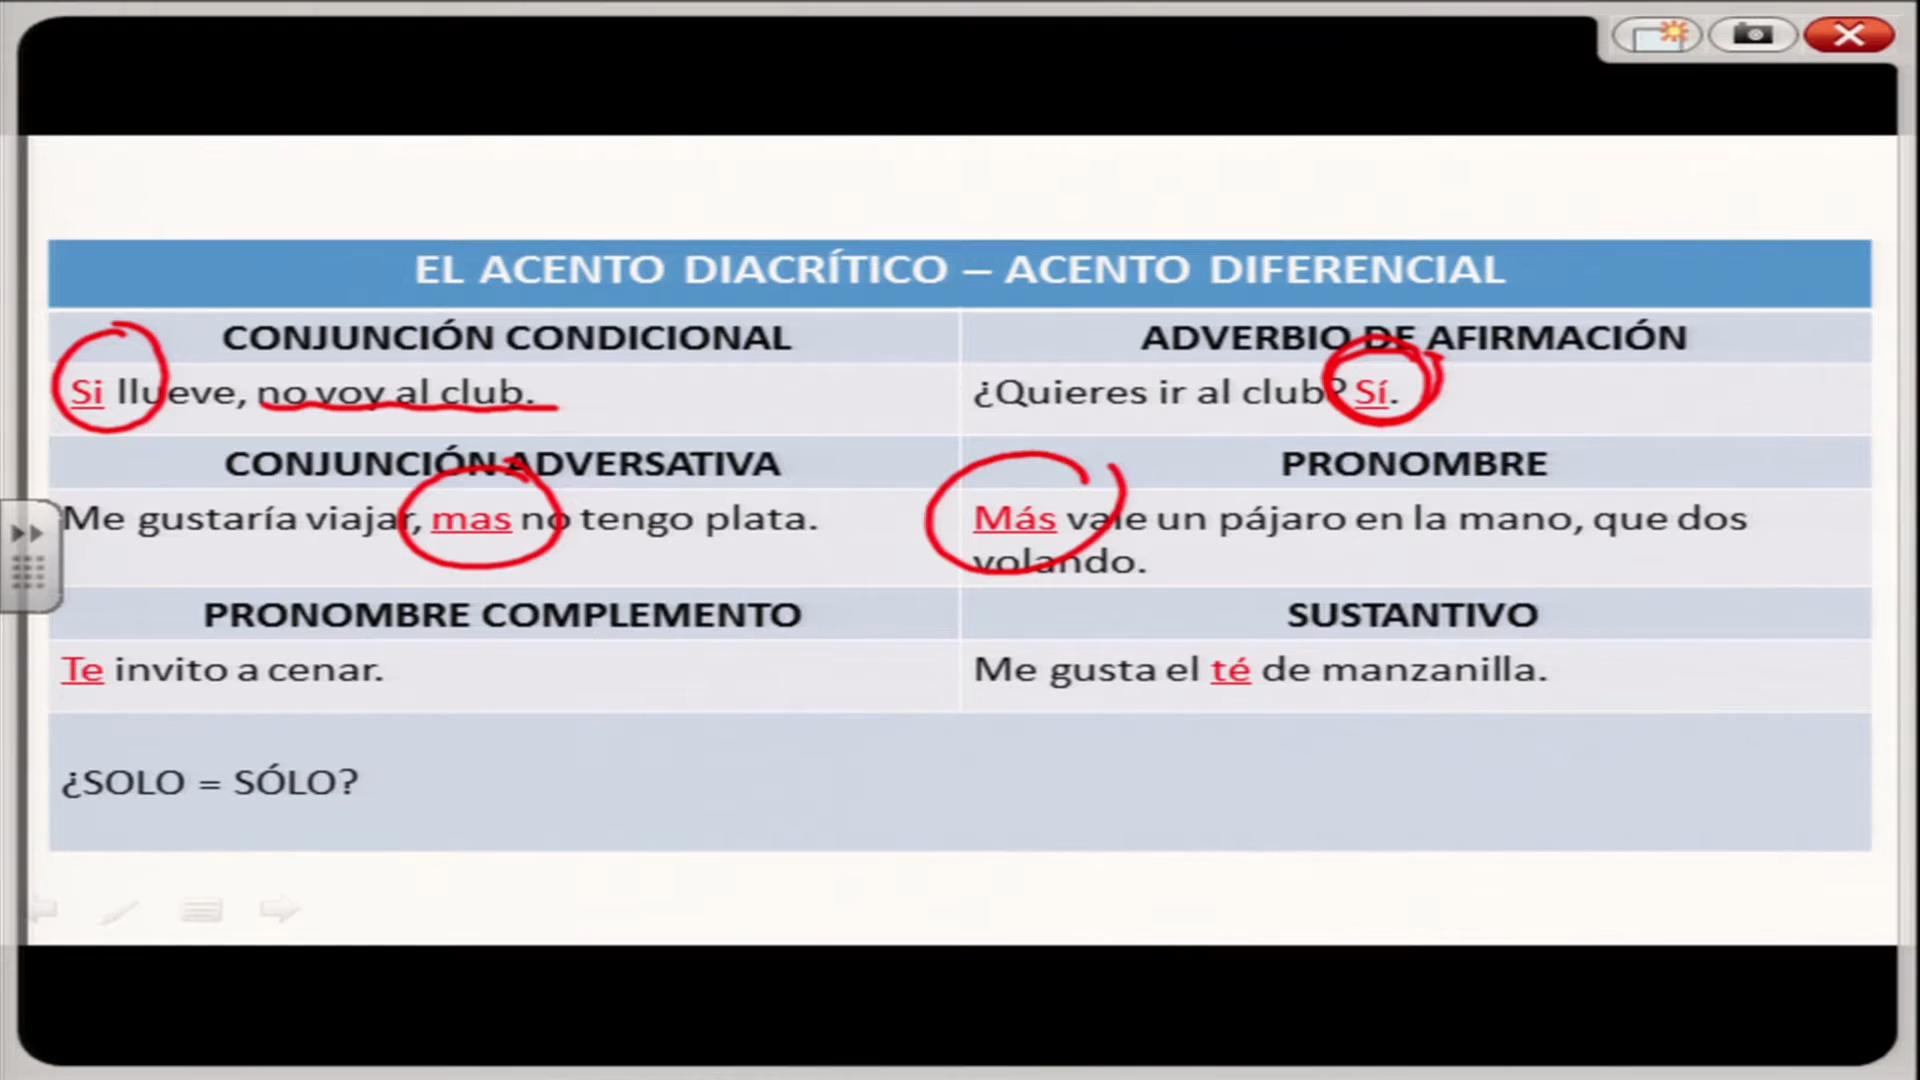 EL ACENTO DIACRÍTICO – ACENTO DIFERENCIAL
CONJUNCIÓN CONDICIONAL
ADVERBIO DE AFIRMACIÓN
Si llueve, no voy al club.
¿Quieres ir al club? Sí.
CONJUNCIÓN ADVERSATIVA
PRONOMBRE
Me gustaría viajar, mas no tengo plata.
Más vale un pájaro en la mano, que dos
volando.
PRONOMBRE COMPLEMENTO
SUSTANTIVO
Te invito a cenar.
Me gusta el té de manzanilla.
¿SOLO = SÓLO?